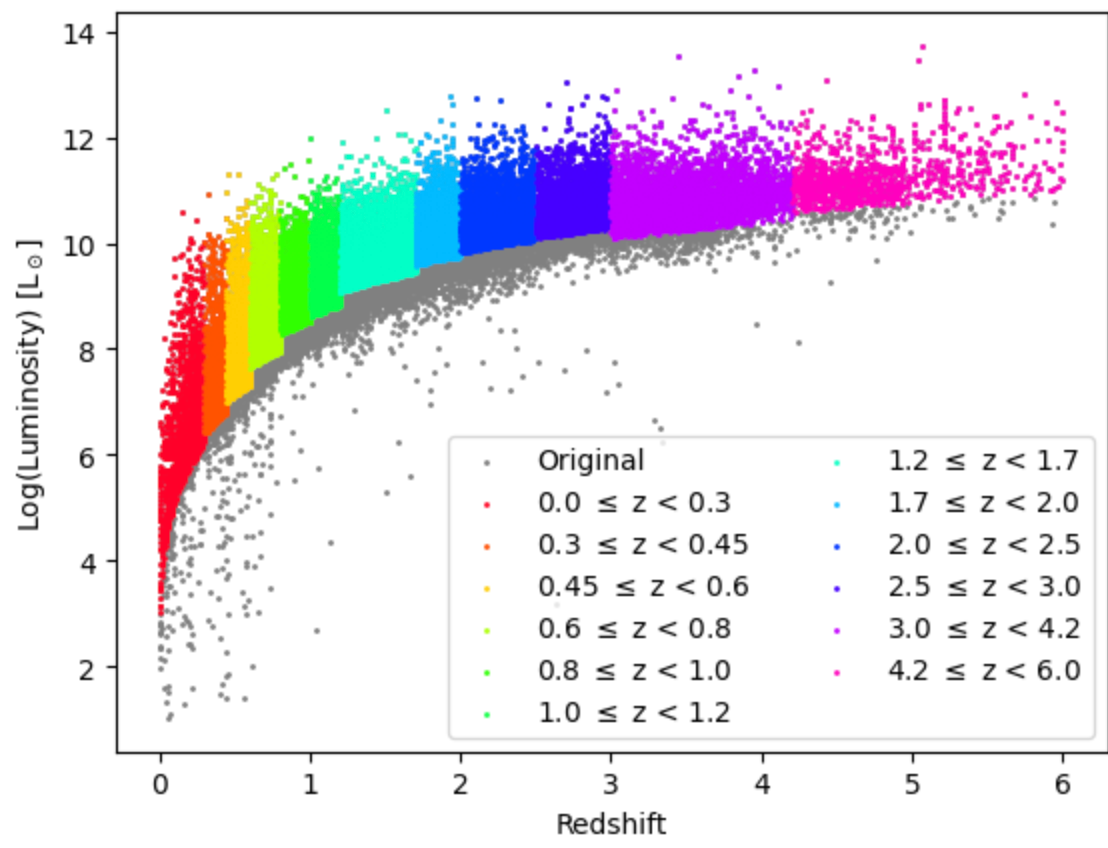 14
12
10
8
6
4
2
Log(Luminosity) [L⊙]
Original
0.0 ≤ z < 0.3
0.3 ≤ z < 0.45
0.45 ≤ z < 0.6
0.6 ≤ z < 0.8
0.8 ≤ z < 1.0
1.0 ≤ z < 1.2
1.2 ≤ z < 1.7
1.7 ≤ z < 2.0
2.0 ≤ z < 2.5
2.5 ≤ z < 3.0
3.0 ≤ z < 4.2
4.2 ≤ z < 6.0
0 1 2 3 4 5 6
Redshift